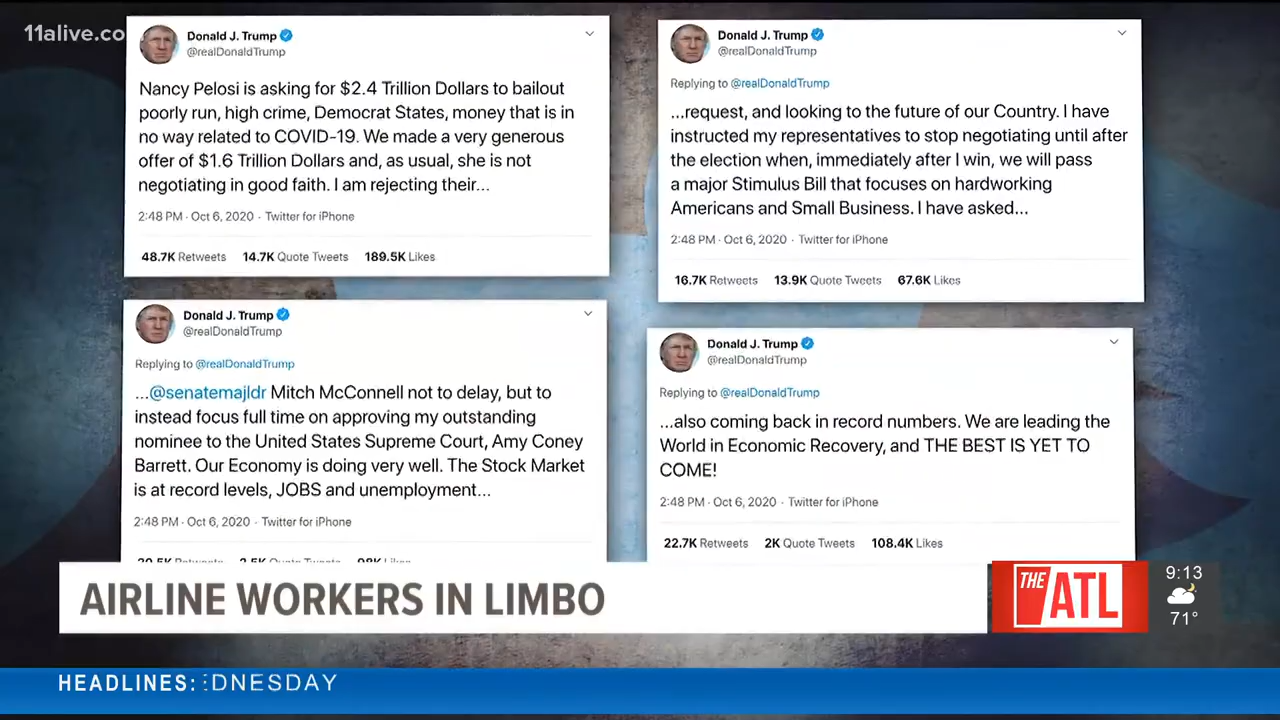 11alive.co
Donald J. Trump
@realDonaldTrump
Nancy Pelosi is asking for $2.4 Trillion Dollars to bailout
poorly run, high crime, Democrat States, money that is in
no way related to COVID-19. We made a very generous
offer of $1.6 Trillion Dollars and, as usual, she is not
negotiating in good faith. I am rejecting their...
2:48 PM · Oct 6, 2020 · Twitter for iPhone
48.7K Retweets 14.7K Quote Tweets 189.5K Likes
Donald J. Trump
@realDonaldTrump
Replying to @realDonaldTrump
...request, and looking to the future of our Country. I have
instructed my representatives to stop negotiating until after
the election when, immediately after I win, we will pass
a major Stimulus Bill that focuses on hardworking
Americans and Small Business. I have asked...
2:48 PM · Oct 6, 2020 · Twitter for iPhone
16.7K Retweets 13.9K Quote Tweets 67.6K Likes
Donald J. Trump
@realDonaldTrump
Replying to @realDonaldTrump
...@senatemajldr Mitch McConnell not to delay, but to
instead focus full time on approving my outstanding
nominee to the United States Supreme Court, Amy Coney
Barrett. Our Economy is doing very well. The Stock Market
is at record levels, JOBS and unemployment...
2:48 PM · Oct 6, 2020 · Twitter for iPhone
Donald J. Trump
@realDonaldTrump
Replying to @realDonaldTrump
...also coming back in record numbers. We are leading the
World in Economic Recovery, and THE BEST IS YET TO
COME!
2:48 PM · Oct 6, 2020 · Twitter for iPhone
22.7K Retweets 2K Quote Tweets 108.4K Likes
AIRLINE WORKERS IN LIMBO
THE ATL
9:13
71°
HEADLINES: DNESDAY